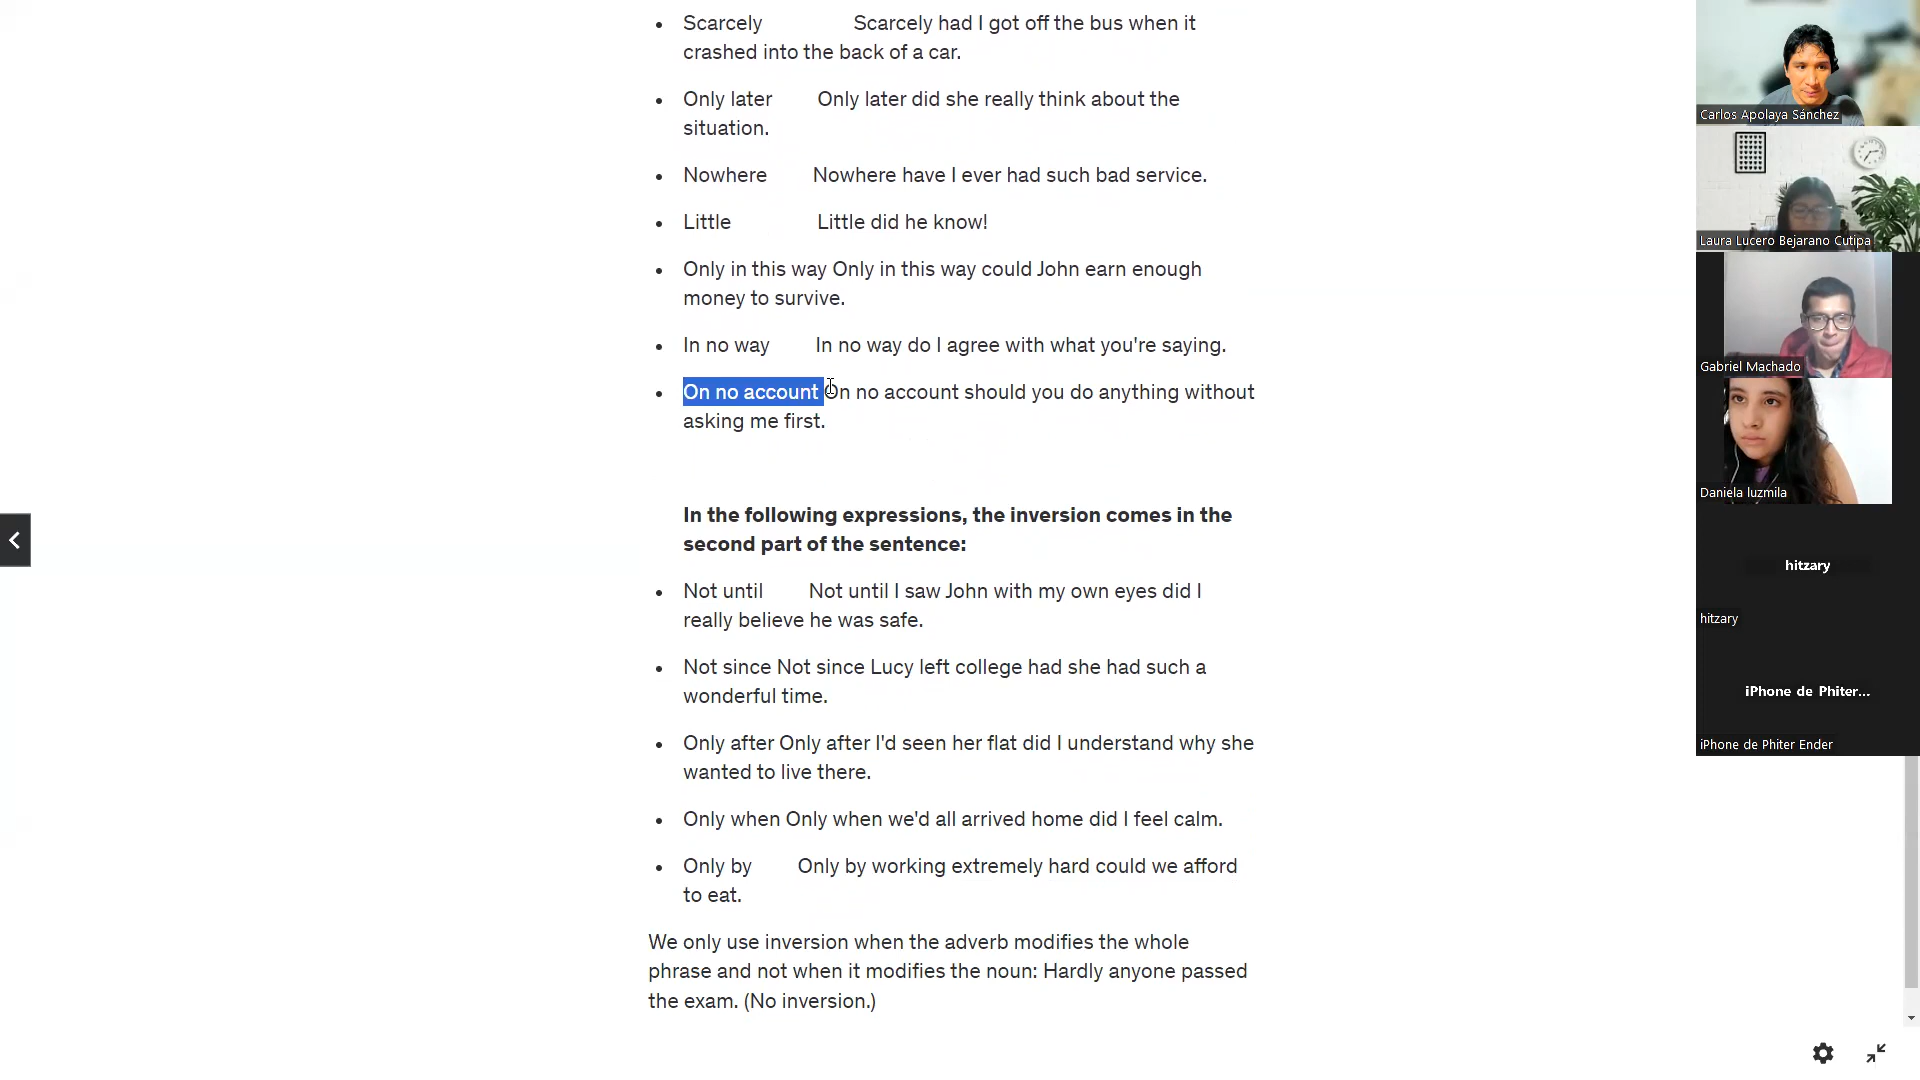 Scarcely Scarcely had I got off the bus when it
crashed into the back of a car.
Only later Only later did she really think about the
situation.
Nowhere Nowhere have I ever had such bad service.
Little Little did he know!
Only in this way Only in this way could John earn enough
money to survive.
In no way In no way do I agree with what you're saying.
On no account On no account should you do anything without
asking me first.
In the following expressions, the inversion comes in the
second part of the sentence:
Not until Not until I saw John with my own eyes did I
really believe he was safe.
Not since Not since Lucy left college had she had such a
wonderful time.
Only after Only after I'd seen her flat did I understand why she
wanted to live there.
Only when Only when we'd all arrived home did I feel calm.
Only by Only by working extremely hard could we afford
to eat.
We only use inversion when the adverb modifies the whole
phrase and not when it modifies the noun: Hardly anyone passed
the exam. (No inversion.)
Carlos Apolaya Sánchez
Laura Lucero Bejarano Cutipa
Gabriel Machado
Daniela luzmila
hitzary
hitzary
iPhone de Phiter...
iPhone de Phiter Ender